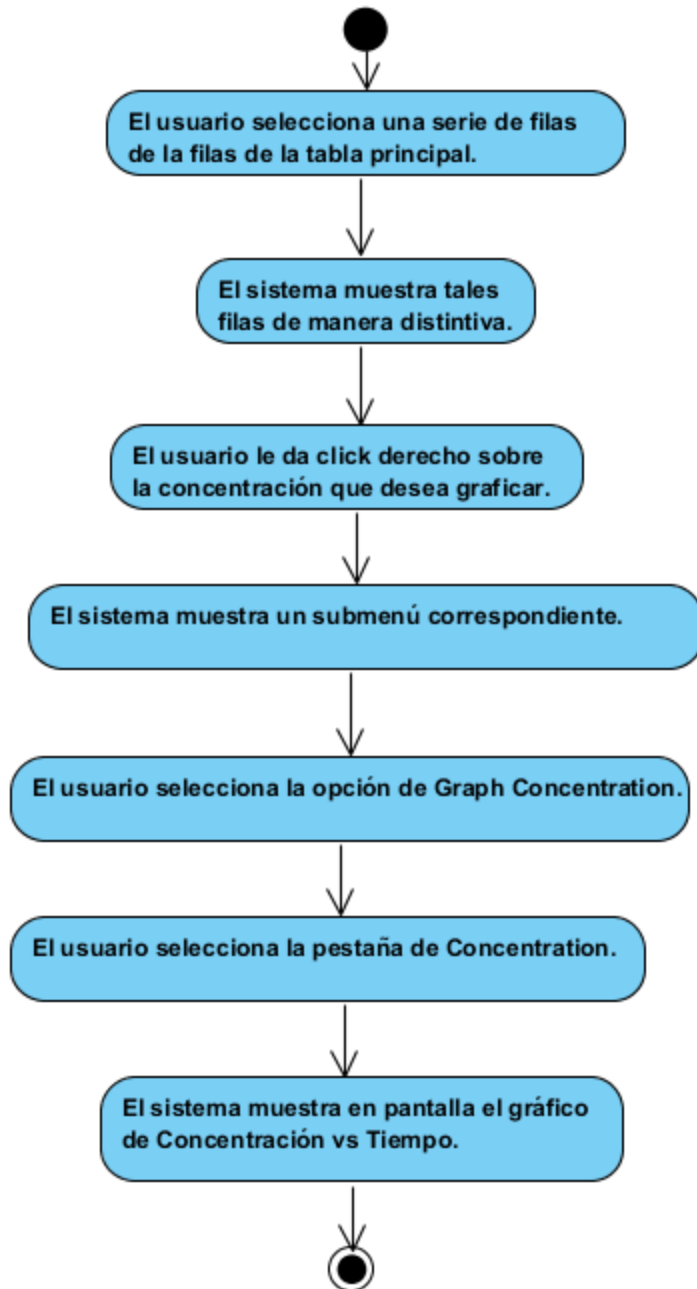 El usuario selecciona una serie de filas
de la filas de la tabla principal.
El sistema muestra tales
filas de manera distintiva.
El usuario le da click derecho sobre
la concentración que desea graficar.
El sistema muestra un submenú correspondiente.
El usuario selecciona la opción de Graph Concentration.
El usuario selecciona la pestaña de Concentration.
El sistema muestra en pantalla el gráfico
de Concentración vs Tiempo.